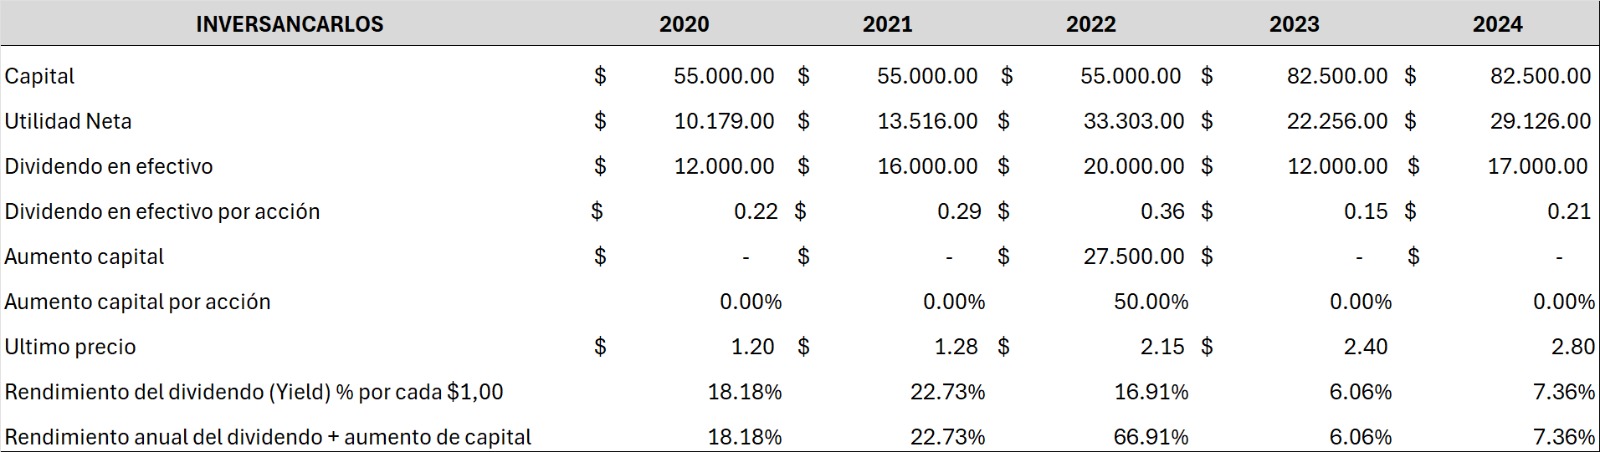 INVERSANCARLOS 2020 2021 2022 2023 2024
Capital $ 55.000.00 $ 55.000.00 $ 55.000.00 $ 82.500.00 $ 82.500.00
Utilidad Neta $ 10.179.00 $ 13.516.00 $ 33.303.00 $ 22.256.00 $ 29.126.00
Dividendo en efectivo $ 12.000.00 $ 16.000.00 $ 20.000.00 $ 12.000.00 $ 17.000.00
Dividendo en efectivo por acción $ 0.22 $ 0.29 $ 0.36 $ 0.15 $ 0.21
Aumento capital $ - $ - $ 27.500.00 $ - $ -
Aumento capital por acción 0.00% 0.00% 50.00% 0.00% 0.00%
Ultimo precio $ 1.20 $ 1.28 $ 2.15 $ 2.40 2.80
Rendimiento del dividendo (Yield) % por cada $1,00 18.18% 22.73% 16.91% 6.06% 7.36%
Rendimiento anual del dividendo + aumento de capital 18.18% 22.73% 66.91% 6.06% 7.36%